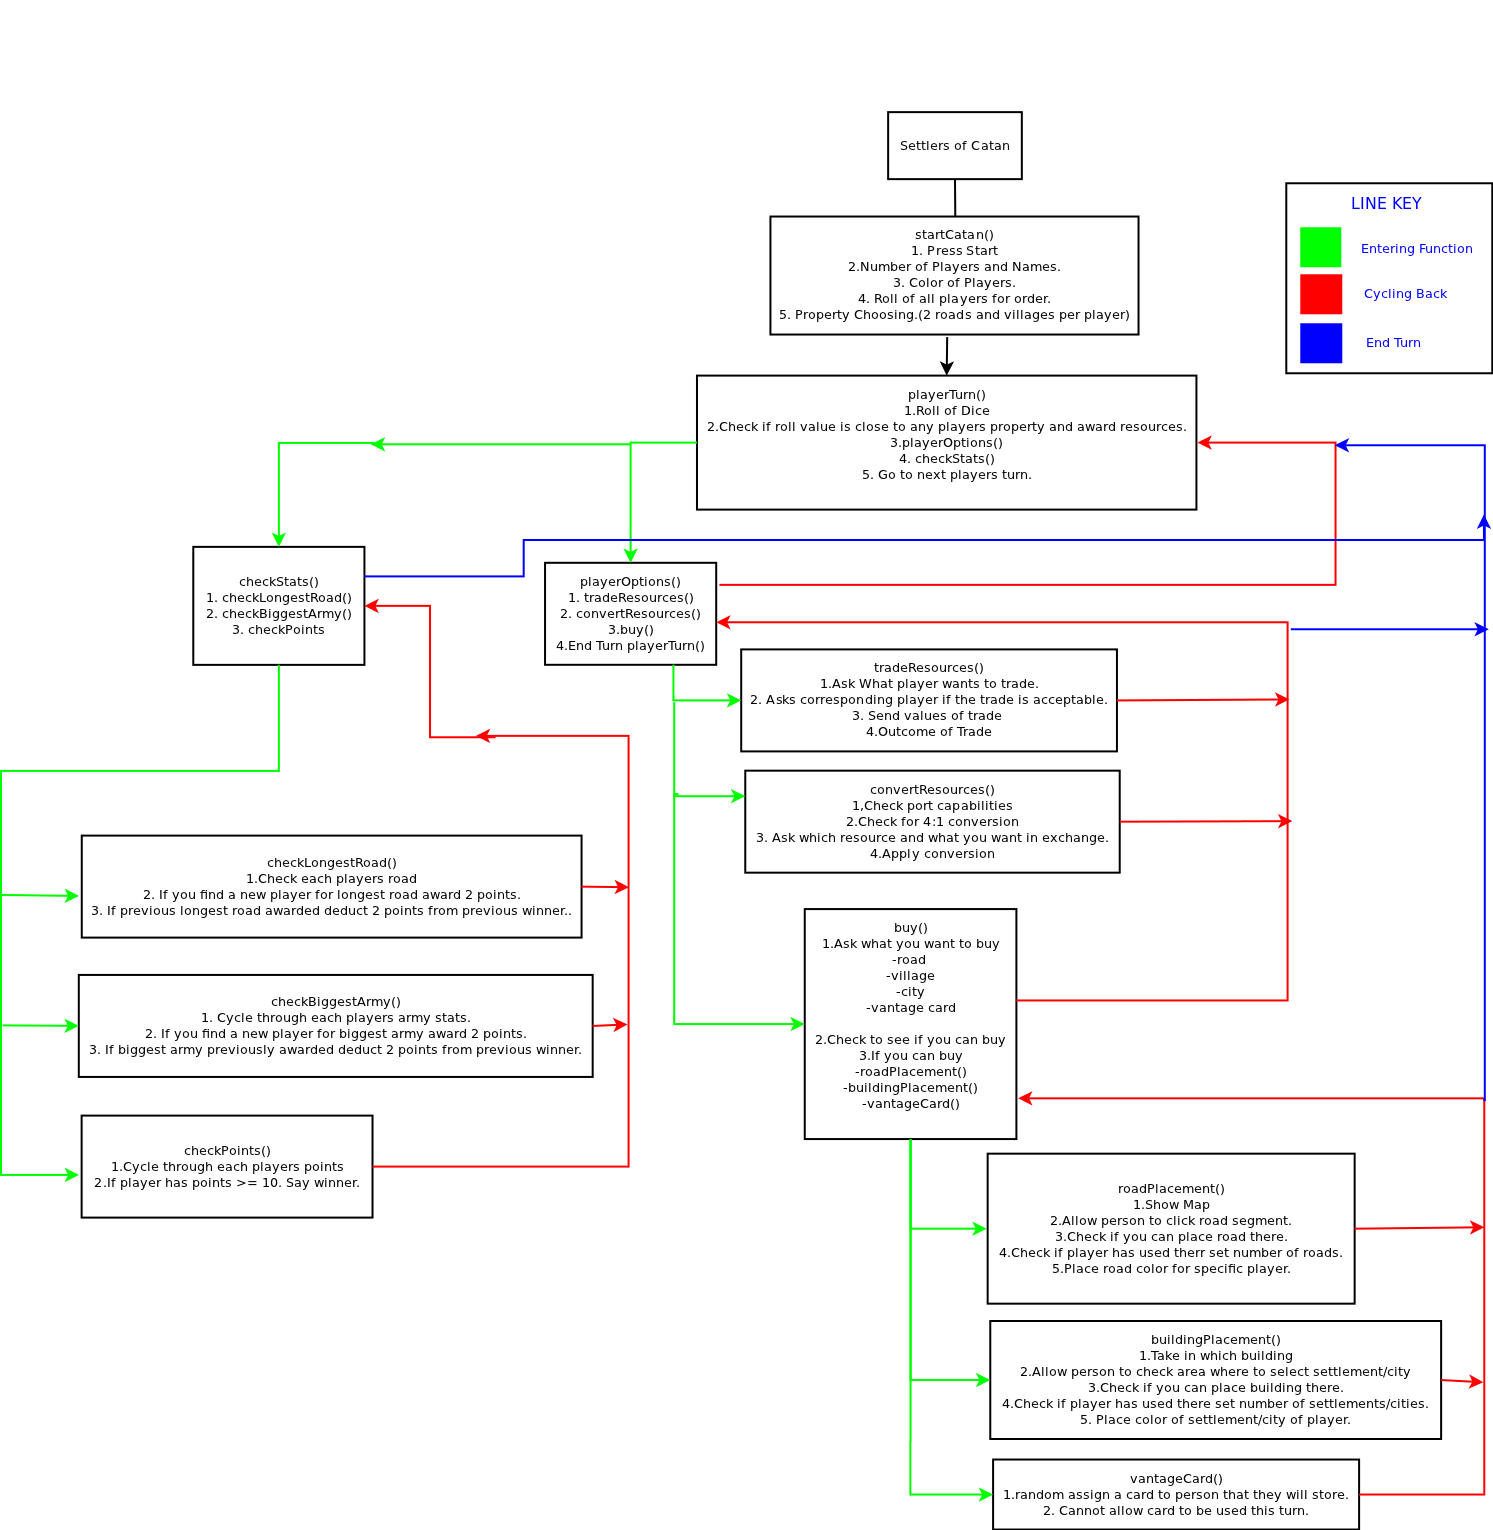 Settlers of Catan
startCatan()
1. Press Start
2.Number of Players and Names.
3. Color of Players.
4. Roll of all players for order.
5. Property Choosing.(2 roads and villages per player)
LINE KEY
Entering Function
Cycling Back
End Turn
playerTurn()
1.Roll of Dice
2.Check if roll value is close to any players property and award resources.
3.playerOptions()
4. checkStats()
5. Go to next players turn.
checkStats()
1. checkLongestRoad()
2. checkBiggestArmy()
3. checkPoints
playerOptions()
1. tradeResources()
2. convertResources()
3.buy()
4.End Turn playerTurn()
tradeResources()
1.Ask What player wants to trade.
2. Asks corresponding player if the trade is acceptable.
3. Send values of trade
4.Outcome of Trade
convertResources()
1,Check port capabilities
2.Check for 4:1 conversion
3. Ask which resource and what you want in exchange.
4.Apply conversion
checkLongestRoad()
1.Check each players road
2. If you find a new player for longest road award 2 points.
3. If previous longest road awarded deduct 2 points from previous winner..
checkBiggestArmy()
1. Cycle through each players army stats.
2. If you find a new player for biggest army award 2 points.
3. If biggest army previously awarded deduct 2 points from previous winner.
checkPoints()
1.Cycle through each players points
2.If player has points >= 10. Say winner.
buy()
1.Ask what you want to buy
-road
-village
-city
-vantage card
2.Check to see if you can buy
3.If you can buy
-roadPlacement()
-buildingPlacement()
-vantageCard()
roadPlacement()
1.Show Map
2.Allow person to click road segment.
3.Check if you can place road there.
4.Check if player has used therr set number of roads.
5.Place road color for specific player.
buildingPlacement()
1.Take in which building
2.Allow person to check area where to select settlement/city
3.Check if you can place building there.
4.Check if player has used there set number of settlements/cities.
5. Place color of settlement/city of player.
vantageCard()
1.random assign a card to person that they will store.
2. Cannot allow card to be used this turn.